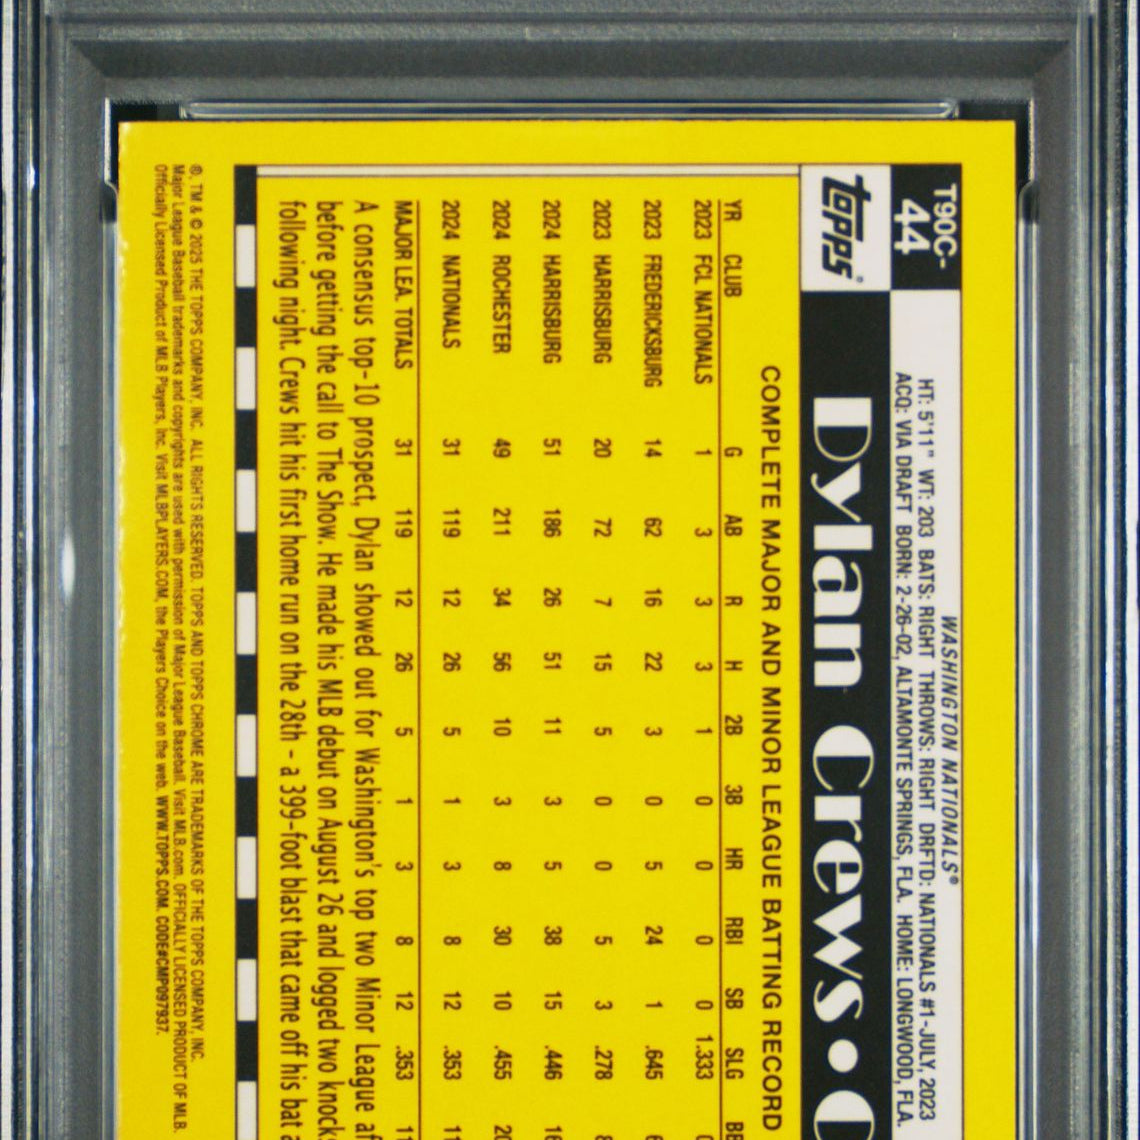 T90C-
44
topps®
WASHINGTON NATIONALS®
HT: 5'11" WT: 203 BATS: RIGHT THROWS: RIGHT DRFTD: NATIONALS #1-JULY, 2023
ACQ: VIA DRAFT BORN: 2-26-02, ALTAMONTE SPRINGS, FLA. HOME: LONGWOOD, FLA.
Dylan Crews •
COMPLETE MAJOR AND MINOR LEAGUE BATTING RECORD
YR CLUB G AB R H 2B 3B HR RBI SB SLG BB
2023 FCL NATIONALS 1 3 3 3 1 0 0 0 0 1.333
2023 FREDERICKSBURG 14 62 16 22 3 0 5 24 1 .645
2023 HARRISBURG 20 72 7 15 5 0 0 5 3 .278
2024 HARRISBURG 51 186 26 51 11 3 5 38 15 .446
2024 ROCHESTER 49 211 34 56 10 3 8 30 10 .455
2024 NATIONALS 31 119 12 26 5 1 3 8 12 .353
MAJOR LEA. TOTALS 31 119 12 26 5 1 3 8 12 .353
A consensus top-10 prospect, Dylan showed out for Washington's top two Minor League
before getting the call to The Show. He made his MLB debut on August 26 and logged two
following night. Crews hit his first home run on the 28th – a 399-foot blast that came off his bat
®, TM & © 2025 THE TOPPS COMPANY, INC. ALL RIGHTS RESERVED. TOPPS AND TOPPS CHROME ARE TRADEMARKS OF THE TOPPS COMPANY, INC.
Major League Baseball trademarks and copyrights are used with permission of Major League Baseball. Visit MLB.com. OFFICIALLY LICENSED PRODUCT OF MLB.
Officially Licensed Product of MLB Players, Inc. Visit MLBPLAYERS.COM, the Players Choice on the web. WWW.TOPPS.COM. CODE#CMP097937.